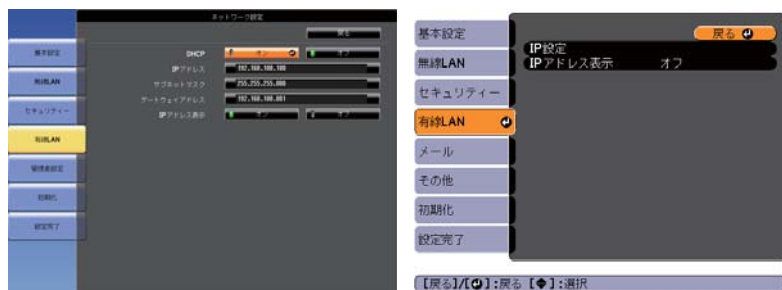 ネットワーク設定
戻る
基本設定
無線LAN
セキュリティー
有線LAN
管理者設定
初期化
設定完了
DHCP オン オフ
IPアドレス 192.168.100.100
サブネットマスク 255.255.255.000
ゲートウェイアドレス 192.168.100.001
IPアドレス表示 オン オフ
基本設定
無線LAN
セキュリティー
有線LAN
メール
その他
初期化
設定完了
戻る
IP設定
IPアドレス表示 オフ
【戻る】/【】:戻る 【】:選択